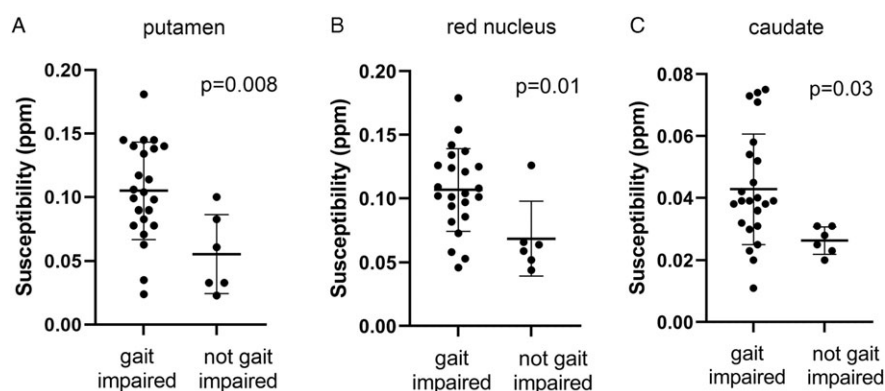 A
putamen
Susceptibility (ppm)
0.20
0.15
0.10
0.05
0.00
p=0.008
gait
impaired
not gait
impaired
B
red nucleus
Susceptibility (ppm)
0.20
0.15
0.10
0.05
0.00
p=0.01
gait
impaired
not gait
impaired
C
caudate
Susceptibility (ppm)
0.08
0.06
0.04
0.02
0.00
p=0.03
gait
impaired
not gait
impaired